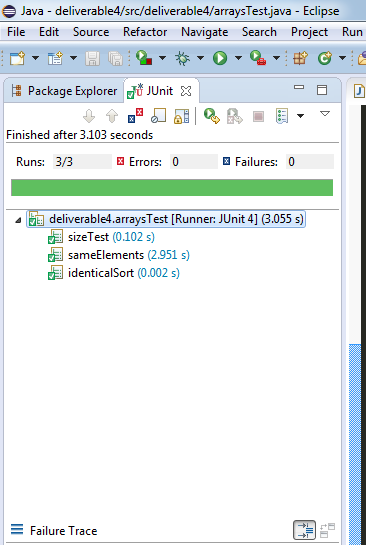 Java - deliverable4/src/deliverable4/arraysTest.java - Eclipse
File Edit Source Refactor Navigate Search Project Run
Package Explorer JUnit
Finished after 3.103 seconds
Runs: 3/3 Errors: 0 Failures: 0
deliverable4.arraysTest [Runner: JUnit 4] (3.055 s)
sizeTest (0.102 s)
sameElements (2.951 s)
identicalSort (0.002 s)
Failure Trace